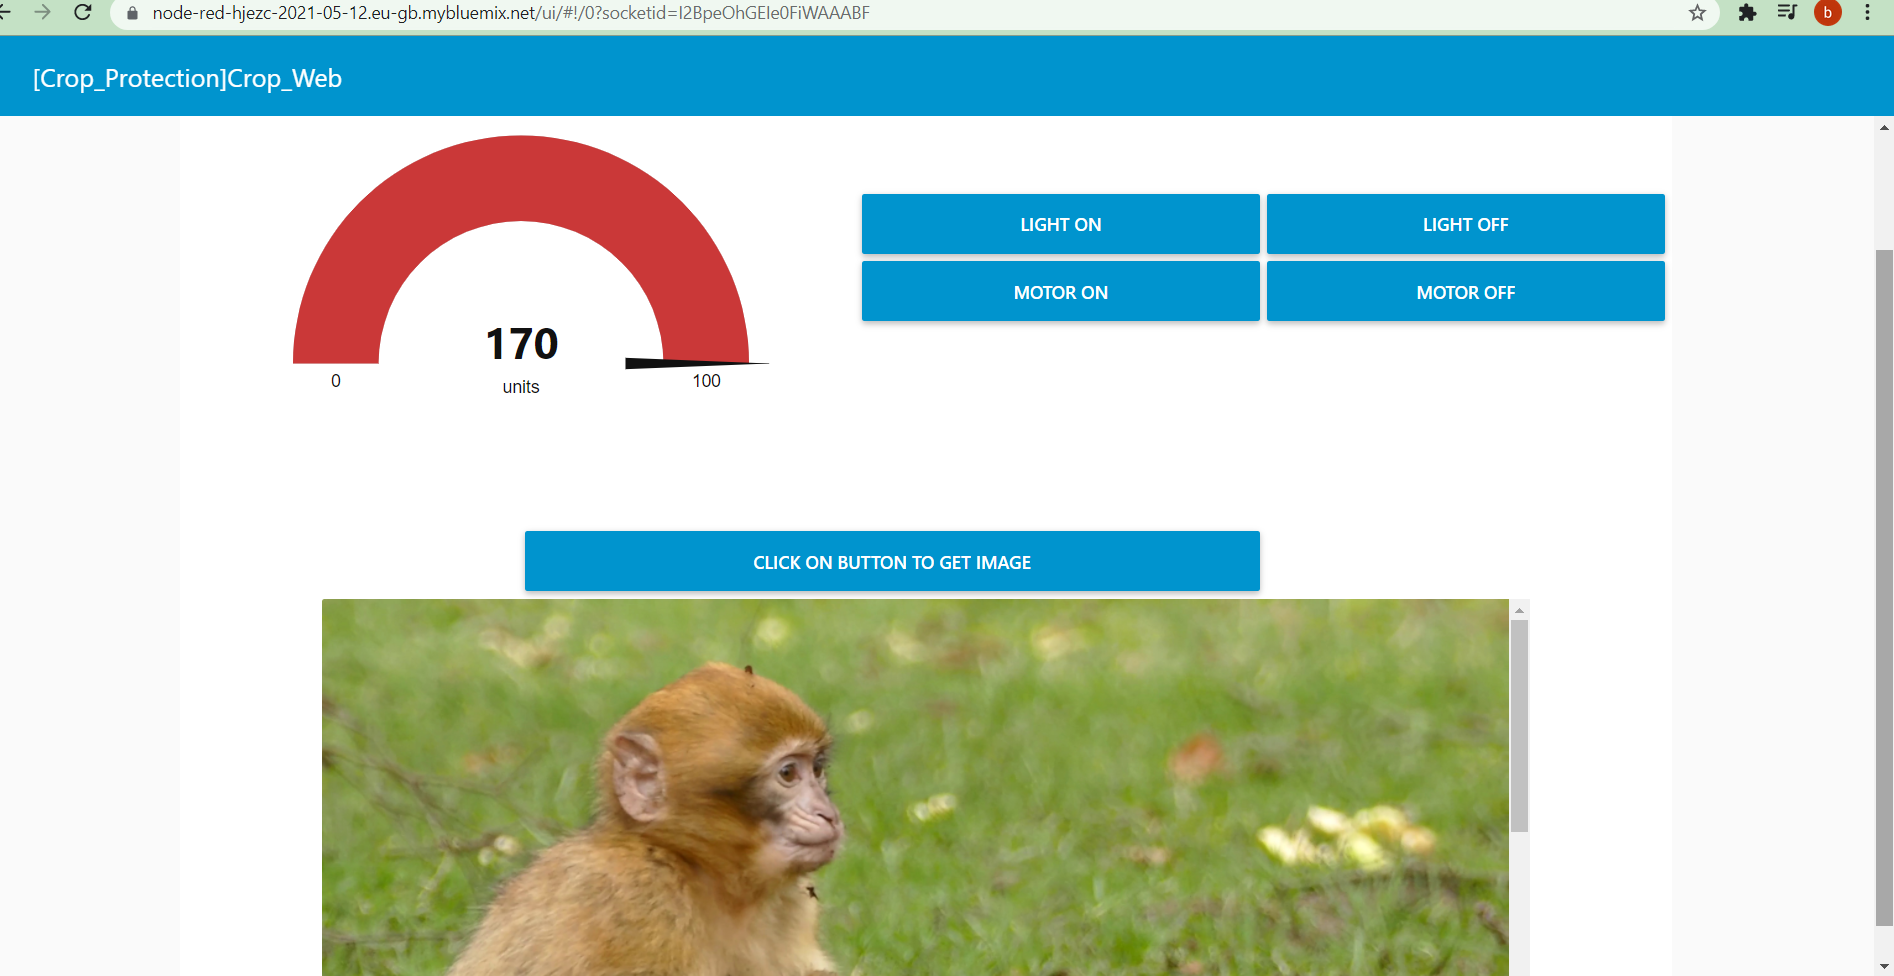 node-red-hjezc-2021-05-12.eu-gb.mybluemix.net/ui/#!/0?socketid=I2BpeOhGEIe0FiWAAABF
b
[Crop_Protection]Crop_Web
170
units
0
100
LIGHT ON
LIGHT OFF
MOTOR ON
MOTOR OFF
CLICK ON BUTTON TO GET IMAGE